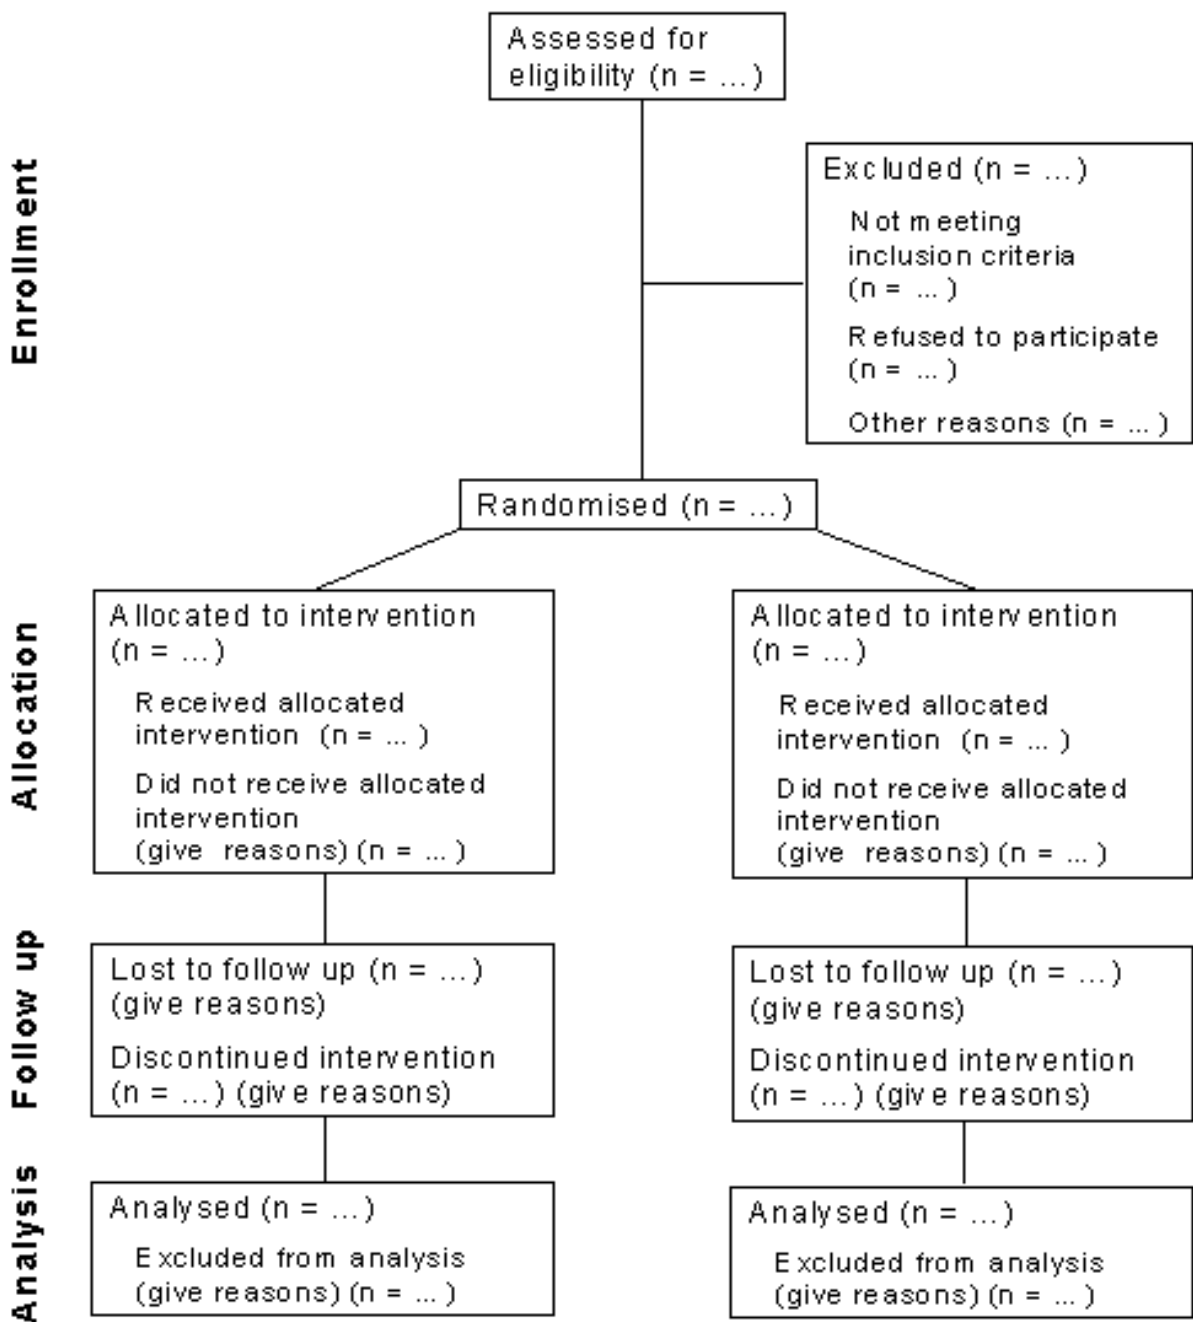 Assessed for
eligibility (n = ...)
Enrollment
Excluded (n = ...)
Not meeting
inclusion criteria
(n = ... )
Refused to participate
(n = ... )
Other reasons (n = ... )
Randomised (n = ...)
Allocation
Allocated to intervention
(n = ...)
Received allocated
intervention (n = ... )
Did not receive allocated
intervention
(give reasons) (n = ... )
Allocated to intervention
(n = ...)
Received allocated
intervention (n = ... )
Did not receive allocated
intervention
(give reasons) (n = ... )
Follow up
Lost to follow up (n = ...)
(give reasons)
Discontinued intervention
(n = ...) (give reasons)
Lost to follow up (n = ...)
(give reasons)
Discontinued intervention
(n = ...) (give reasons)
Analysis
Analysed (n = ...)
Excluded from analysis
(give reasons) (n = ... )
Analysed (n = ...)
Excluded from analysis
(give reasons) (n = ... )